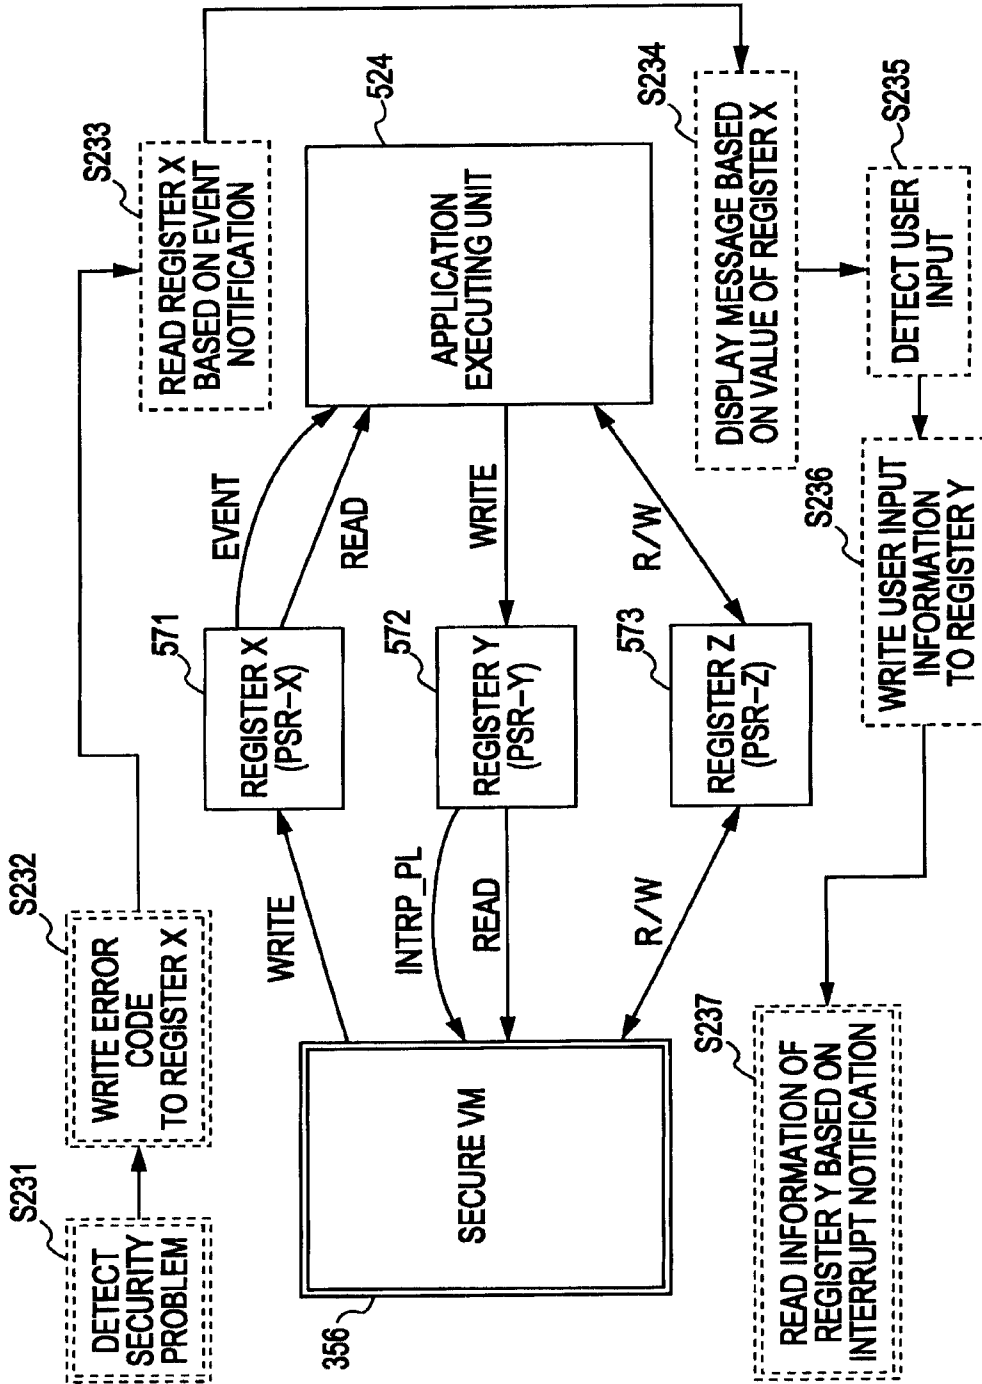 S231
DETECT
SECURITY
PROBLEM
S232
WRITE ERROR
CODE
TO REGISTER X
S233
READ REGISTER X
BASED ON EVENT
NOTIFICATION
356
SECURE VM
WRITE
571
REGISTER X
(PSR-X)
EVENT
READ
524
APPLICATION
EXECUTING UNIT
INTRP_PL
READ
572
REGISTER Y
(PSR-Y)
WRITE
R/W
573
REGISTER Z
(PSR-Z)
R/W
S234
DISPLAY MESSAGE BASED
ON VALUE OF REGISTER X
S235
DETECT USER
INPUT
S236
WRITE USER INPUT
INFORMATION
TO REGISTER Y
S237
READ INFORMATION OF
REGISTER Y BASED ON
INTERRUPT NOTIFICATION